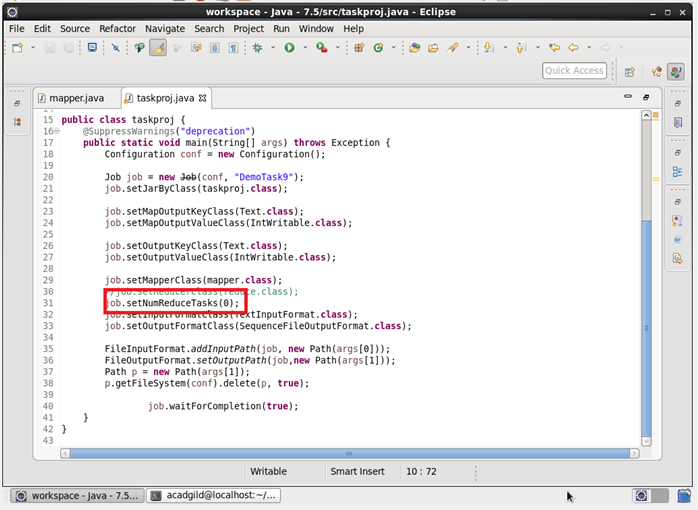 workspace - Java - 7.5/src/taskproj.java - Eclipse
File Edit Source Refactor Navigate Search Project Run Window Help
Quick Access
mapper.java
taskproj.java
15 public class taskproj {
16 @SuppressWarnings("deprecation")
17 public static void main(String[] args) throws Exception {
18 Configuration conf = new Configuration();
19
20 Job job = new Job(conf, "DemoTask9");
21 job.setJarByClass(taskproj.class);
22
23 job.setMapOutputKeyClass(Text.class);
24 job.setMapOutputValueClass(IntWritable.class);
25
26 job.setOutputKeyClass(Text.class);
27 job.setOutputValueClass(IntWritable.class);
28
29 job.setMapperClass(mapper.class);
30 //job.setReducerClass(reduce.class);
31 job.setNumReduceTasks(0);
32 job.setInputFormatClass(TextInputFormat.class);
33 job.setOutputFormatClass(SequenceFileOutputFormat.class);
34
35 FileInputFormat.addInputPath(job, new Path(args[0]));
36 FileOutputFormat.setOutputPath(job,new Path(args[1]));
37 Path p = new Path(args[1]);
38 p.getFileSystem(conf).delete(p, true);
39
40 job.waitForCompletion(true);
41 }
42 }
43
Writable Smart Insert 10 : 72
workspace - Java - 7.5... acadgild@localhost:~/...